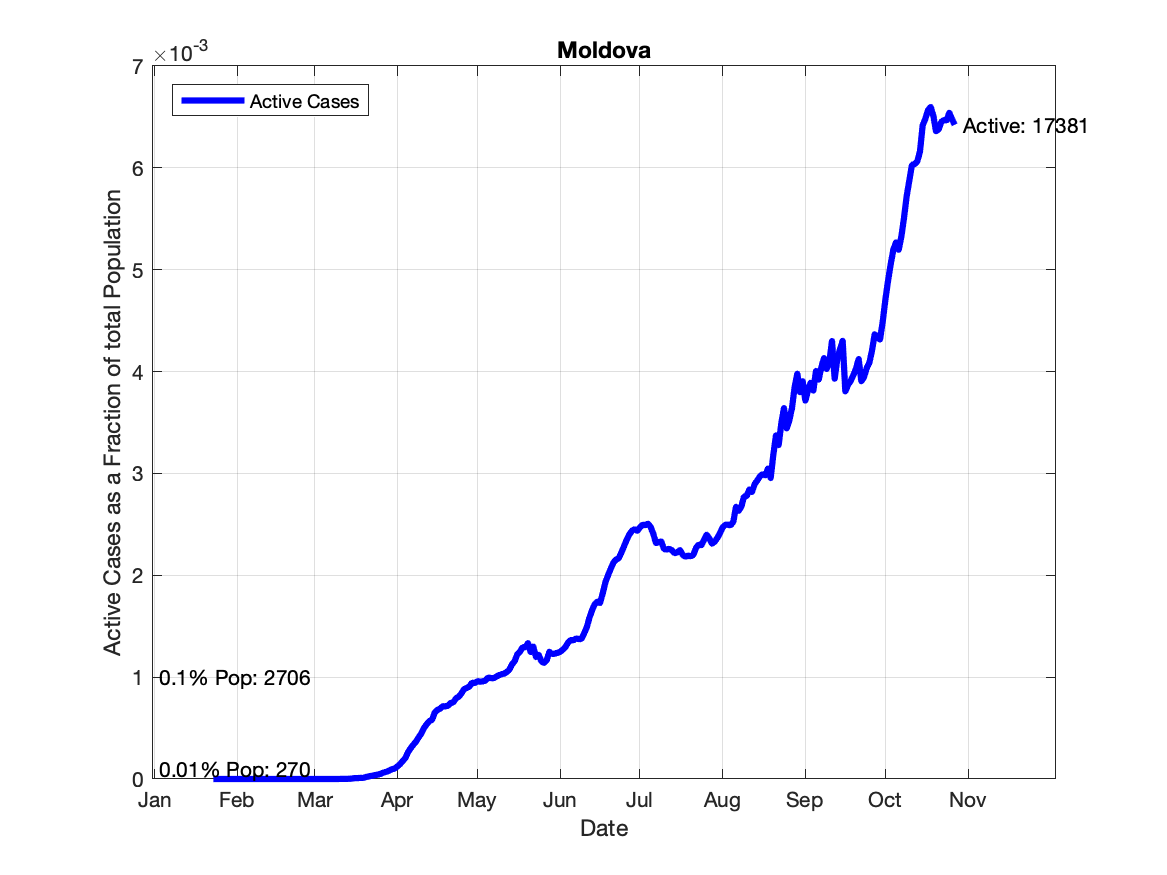 ×10-3
Moldova
7
Active Cases
Active: 17381
6
5
4
3
2
1
0
0.1% Pop: 2706
0.01% Pop: 270
Active Cases as a Fraction of total Population
Jan Feb Mar Apr May Jun Jul Aug Sep Oct Nov
Date